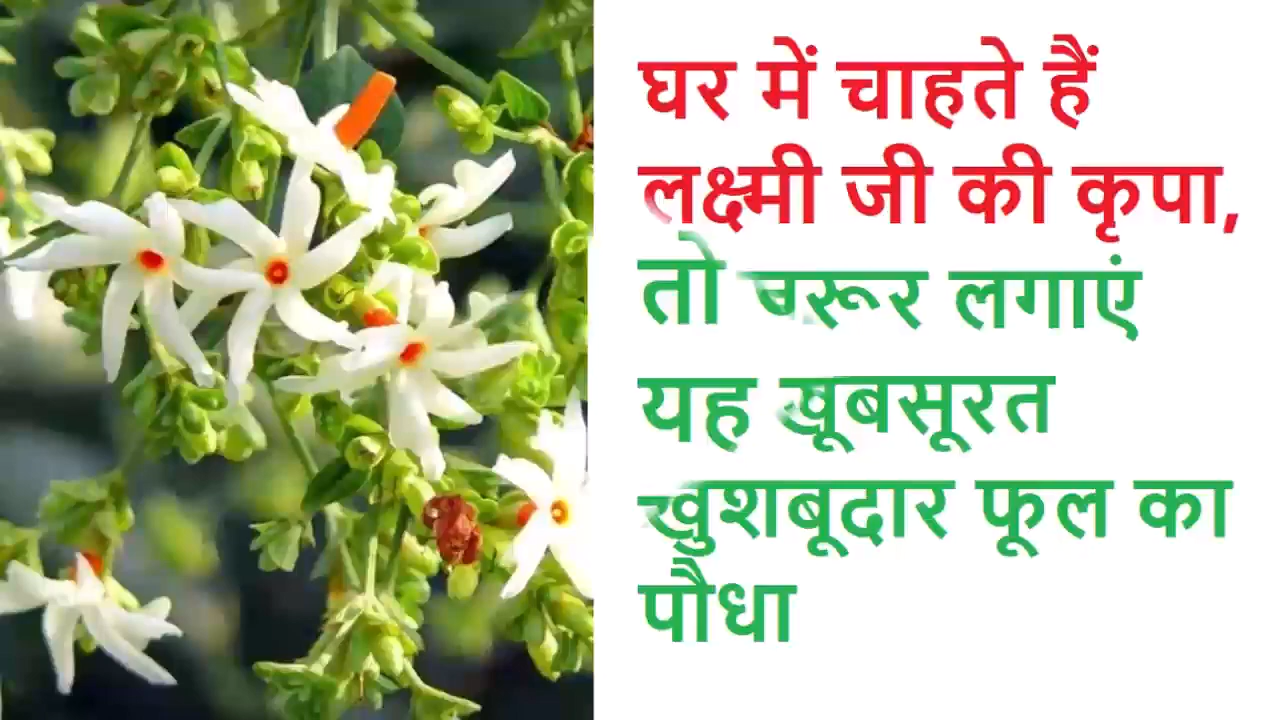 घर में चाहते हैं
लक्ष्मी जी की कृपा,
तो जरूर लगाएं
यह खूबसूरत
खुशबूदार फूल का
पौधा